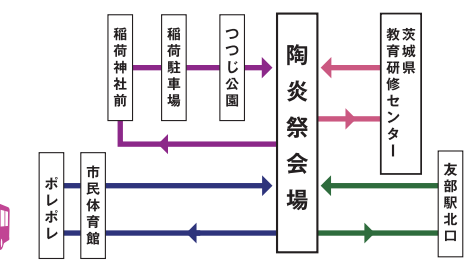 稲荷神社前
稲荷駐車場
つつじ公園
陶炎祭会場
茨城県
教育研修センター
ポレポレ
市民体育館
友部駅北口